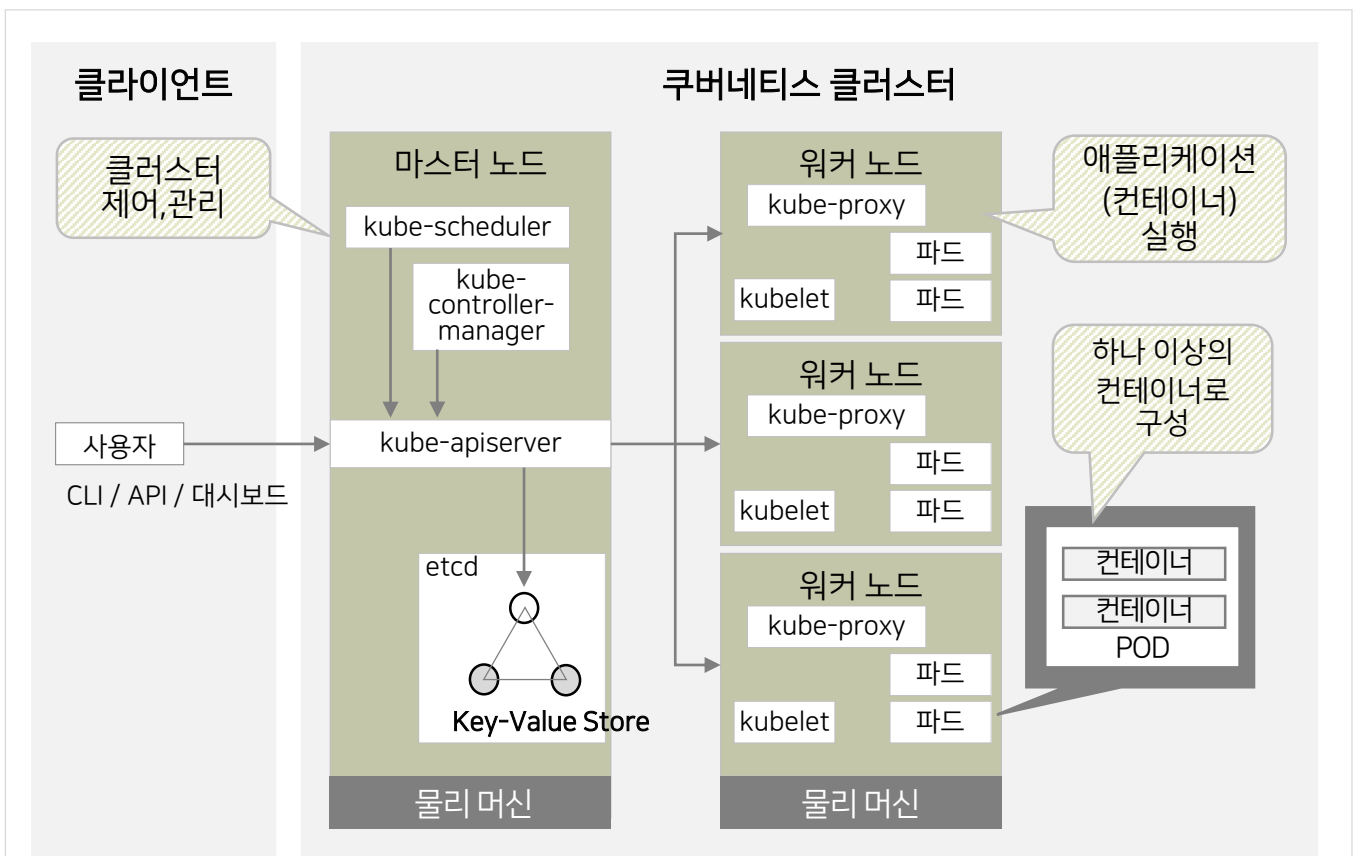 클라이언트
쿠버네티스 클러스터
클러스터
제어,관리
마스터 노드
kube-scheduler
kube-
controller-
manager
사용자
CLI / API / 대시보드
kube-apiserver
etcd
Key-Value Store
물리 머신
워커 노드
kube-proxy
파드
kubelet
파드
워커 노드
kube-proxy
파드
kubelet
파드
워커 노드
kube-proxy
파드
kubelet
파드
물리 머신
애플리케이션
(컨테이너)
실행
하나 이상의
컨테이너로
구성
컨테이너
컨테이너
POD